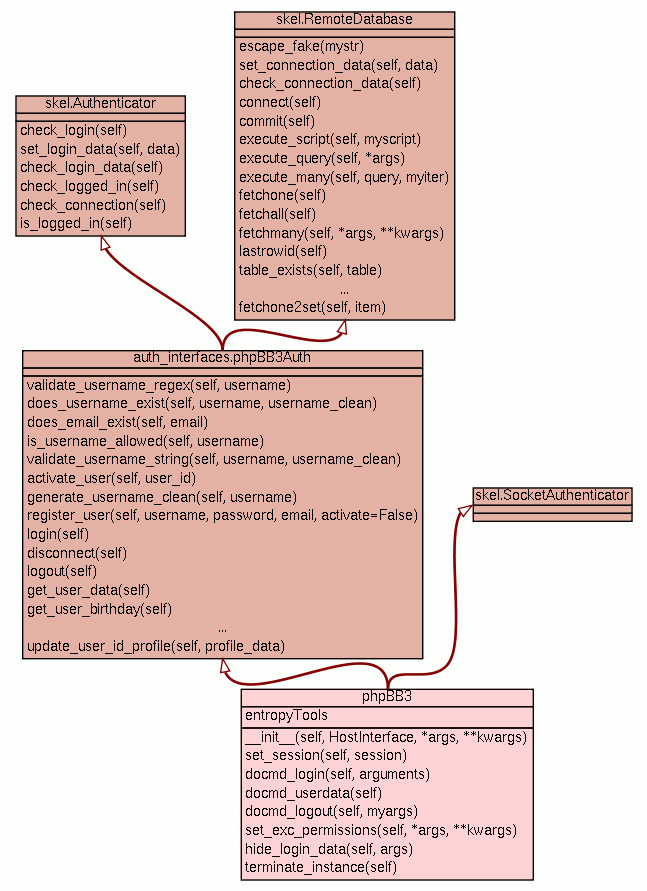 skel.RemoteDatabase
escape_fake(mystr)
set_connection_data(self, data)
check_connection_data(self)
connect(self)
commit(self)
execute_script(self, myscript)
execute_query(self, *args)
execute_many(self, query, myiter)
fetchone(self)
fetchall(self)
fetchmany(self, *args, **kwargs)
lastrowid(self)
table_exists(self, table)
...
fetchone2set(self, item)
skel.Authenticator
check_login(self)
set_login_data(self, data)
check_login_data(self)
check_logged_in(self)
check_connection(self)
is_logged_in(self)
auth_interfaces.phpBB3Auth
validate_username_regex(self, username)
does_username_exist(self, username, username_clean)
does_email_exist(self, email)
is_username_allowed(self, username)
validate_username_string(self, username, username_clean)
activate_user(self, user_id)
generate_username_clean(self, username)
register_user(self, username, password, email, activate=False)
login(self)
disconnect(self)
logout(self)
get_user_data(self)
get_user_birthday(self)
...
update_user_id_profile(self, profile_data)
skel.SocketAuthenticator
phpBB3
entropyTools
__init__(self, HostInterface, *args, **kwargs)
set_session(self, session)
docmd_login(self, arguments)
docmd_userdata(self)
docmd_logout(self, myargs)
set_exc_permissions(self, *args, **kwargs)
hide_login_data(self, args)
terminate_instance(self)